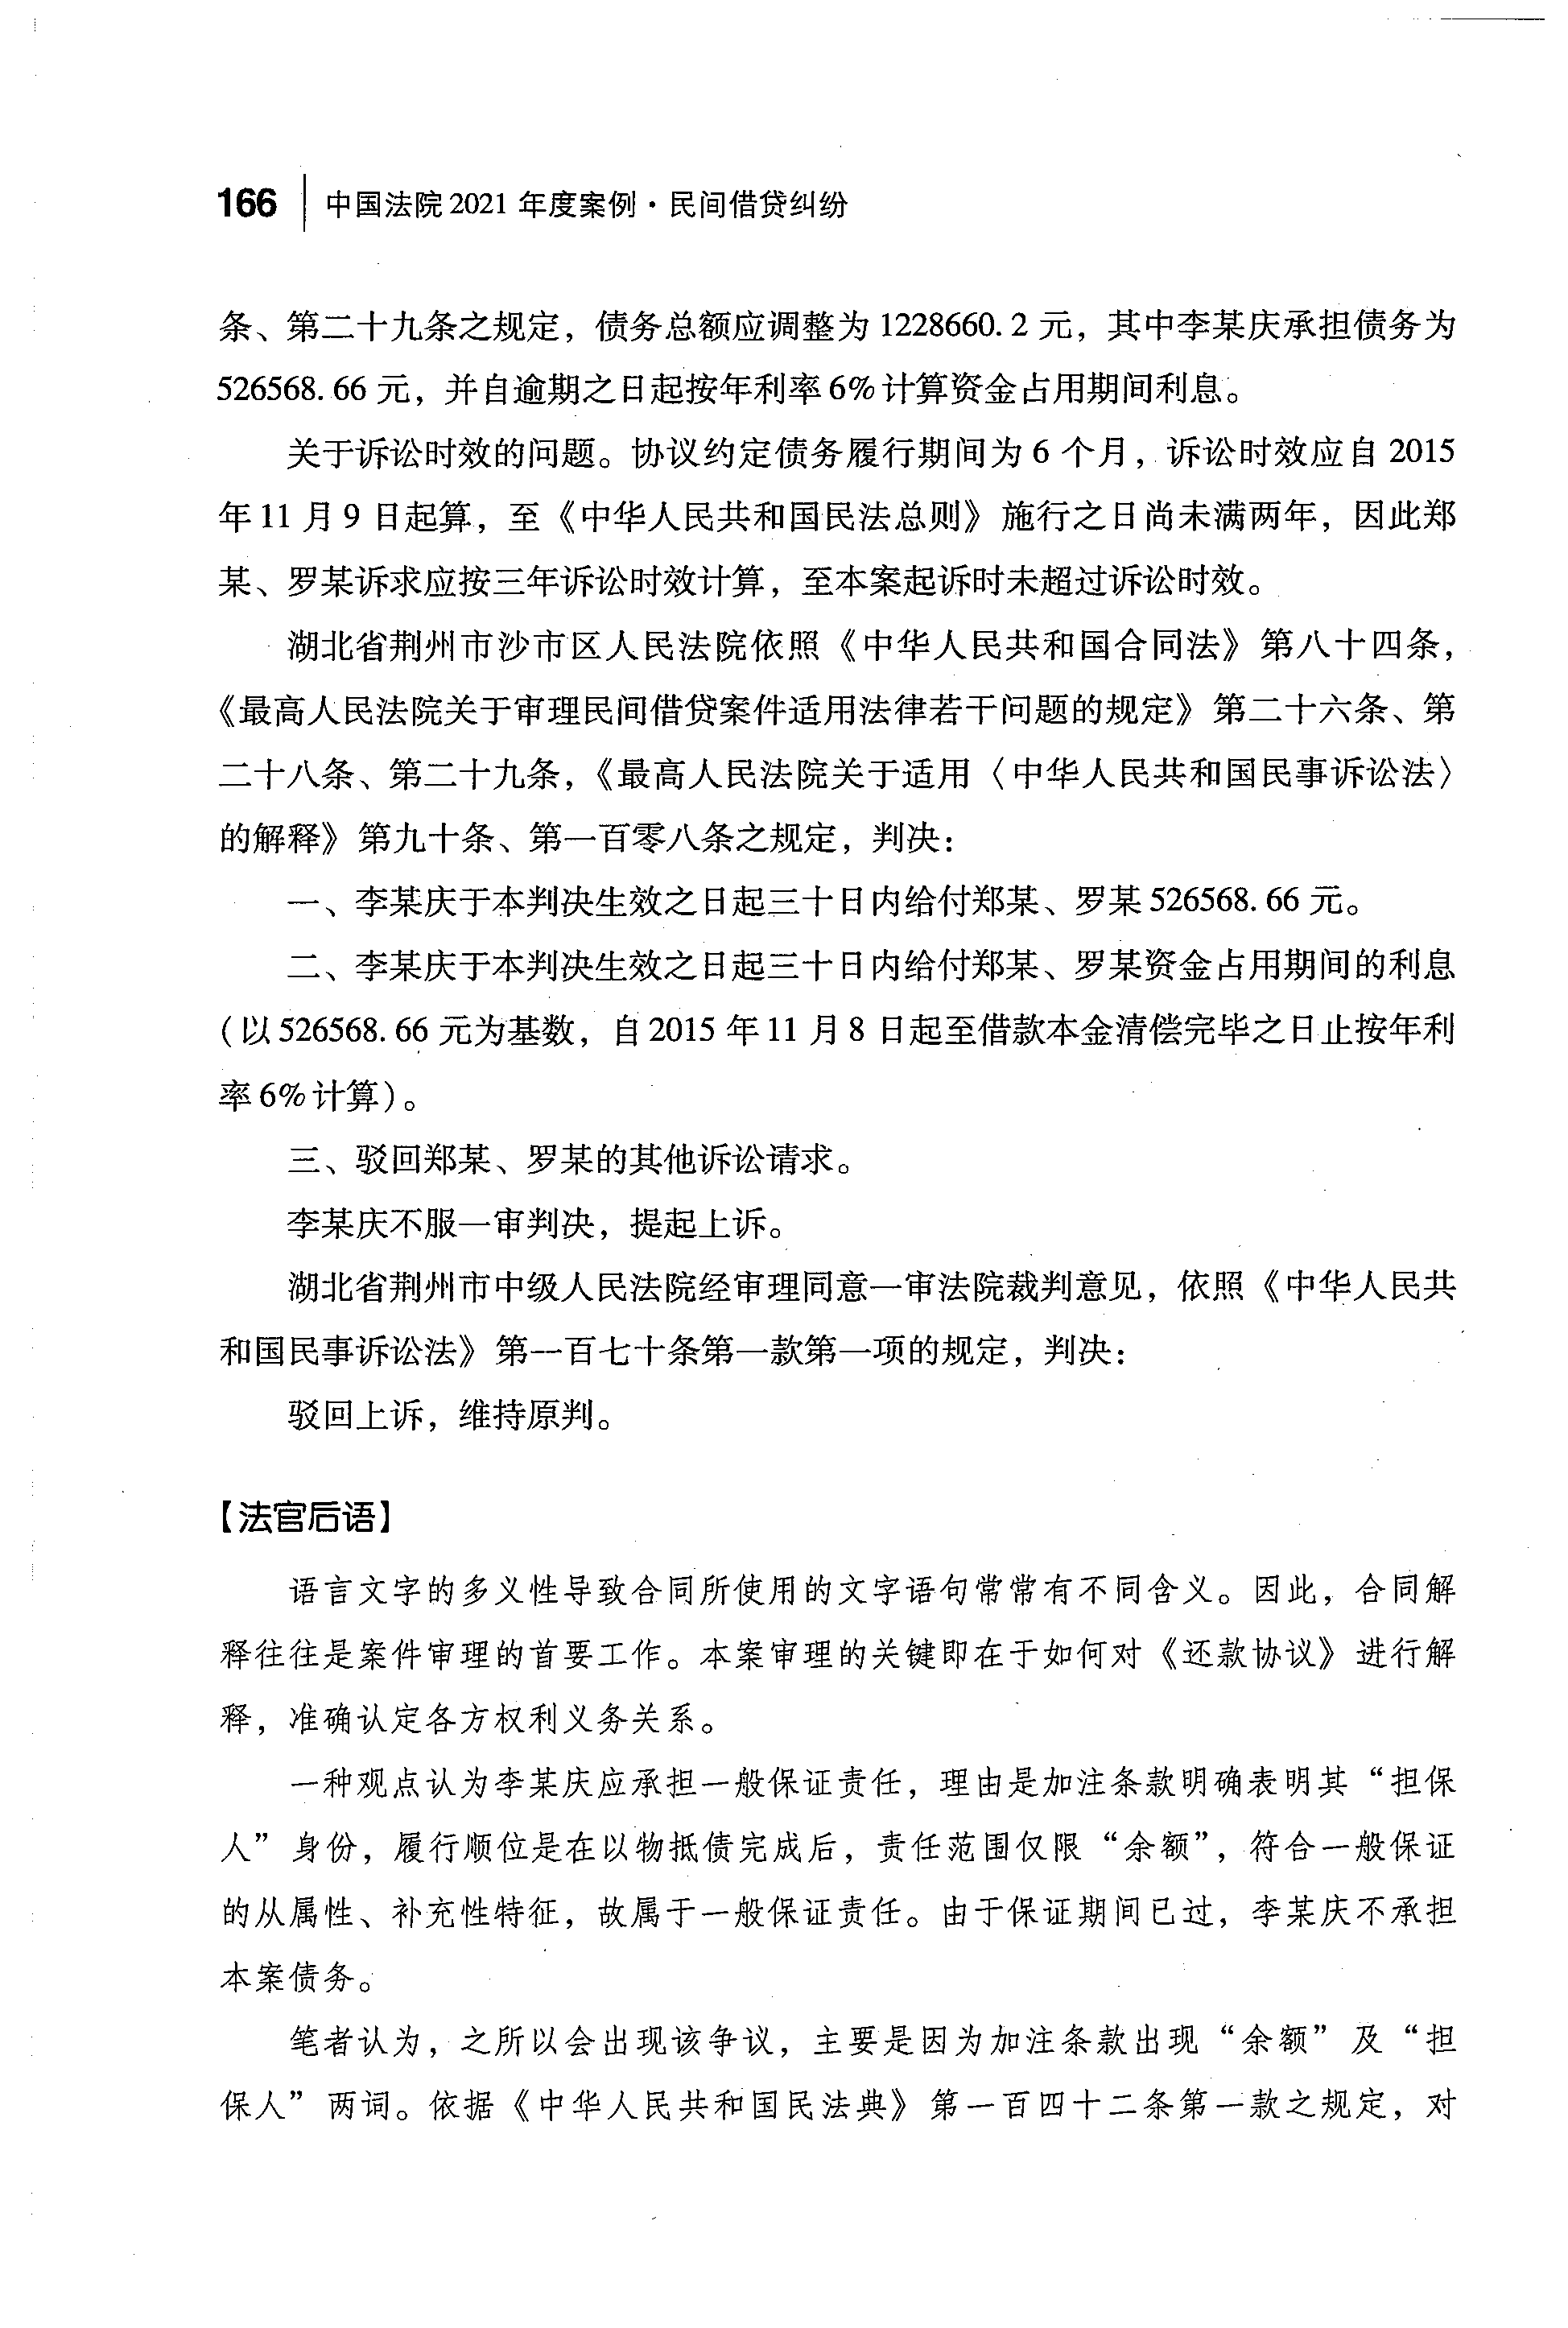 166 中国法院2021年度案例·民间借贷纠纷
条、第二十九条之规定，债务总额应调整为1228660.2元，其中李某庆承担债务为
526568.66元，并自逾期之日起按年利率6%计算资金占用期间利息。
关于诉讼时效的问题。协议约定债务履行期间为6个月，诉讼时效应自2015
年11月9日起算，至《中华人民共和国民法总则》施行之日尚未满两年，因此郑
某、罗某诉求应按三年诉讼时效计算，至本案起诉时未超过诉讼时效。
湖北省荆州市沙市区人民法院依照《中华人民共和国合同法》第八十四条，
《最高人民法院关于审理民间借贷案件适用法律若干问题的规定》第二十六条、第
二十八条、第二十九条，《最高人民法院关于适用〈中华人民共和国民事诉讼法〉
的解释》第九十条、第一百零八条之规定，判决：
一、李某庆于本判决生效之日起三十日内给付郑某、罗某526568.66元。
二、李某庆于本判决生效之日起三十日内给付郑某、罗某资金占用期间的利息
（以526568.66元为基数，自2015年11月8日起至借款本金清偿完毕之日止按年利
率6%计算）。
三、驳回郑某、罗某的其他诉讼请求。
李某庆不服一审判决，提起上诉。
湖北省荆州市中级人民法院经审理同意一审法院裁判意见，依照《中华人民共
和国民事诉讼法》第一百七十条第一款第一项的规定，判决：
驳回上诉，维持原判。
【法官后语】
语言文字的多义性导致合同所使用的文字语句常常有不同含义。因此，合同解
释往往是案件审理的首要工作。本案审理的关键即在于如何对《还款协议》进行解
释，准确认定各方权利义务关系。
一种观点认为李某庆应承担一般保证责任，理由是加注条款明确表明其“担保
人”身份，履行顺位是在以物抵债完成后，责任范围仅限“余额”，符合一般保证
的从属性、补充性特征，故属于一般保证责任。由于保证期间已过，李某庆不承担
本案债务。
笔者认为，之所以会出现该争议，主要是因为加注条款出现“余额”及“担
保人”两词。依据《中华人民共和国民法典》第一百四十二条第一款之规定，对